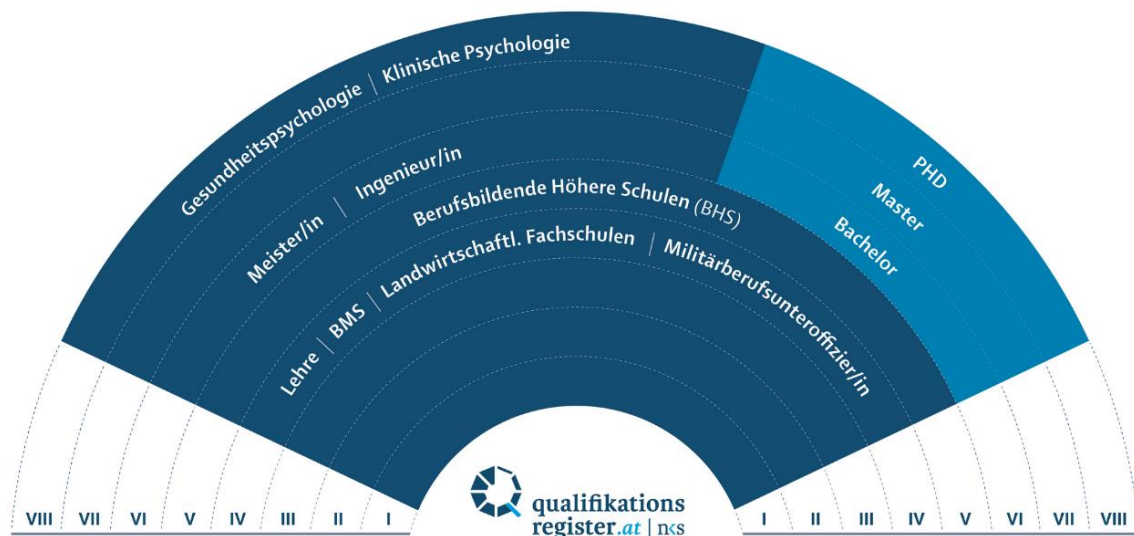 Gesundheitspsychologie | Klinische Psychologie
PHD
Master
Bachelor
Meister/in | Ingenieur/in
Berufsbildende Höhere Schulen (BHS)
Lehre | BMS | Landwirtschaftl. Fachschulen | Militärberufsunteroffizier/in
VIII VII VI V IV III II I
qualifikations
register.at | nks
I II III IV V VI VII VIII